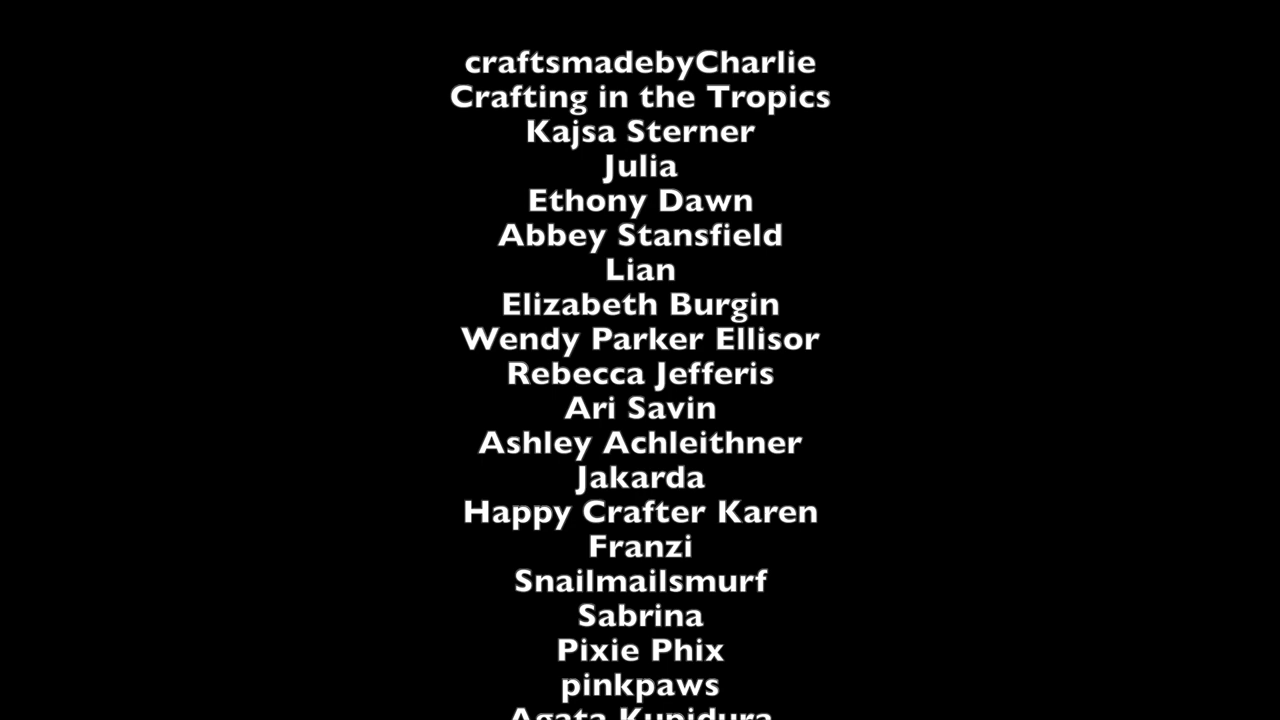 craftsmadebyCharlie
Crafting in the Tropics
Kajsa Sterner
Julia
Ethony Dawn
Abbey Stansfield
Lian
Elizabeth Burgin
Wendy Parker Ellisor
Rebecca Jefferis
Ari Savin
Ashley Achleithner
Jakarda
Happy Crafter Karen
Franzi
Snailmailsmurf
Sabrina
Pixie Phix
pinkpaws
Agata Kupidura